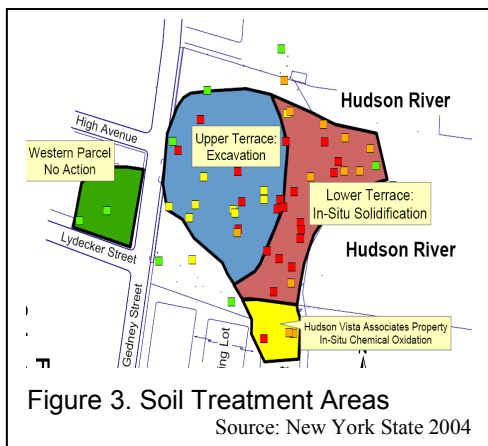 Hudson River
High Avenue
Upper Terrace:
Excavation
Western Parcel
No Action
Lower Terrace:
In-Situ Solidification
Hudson River
Lydecker Street
Gedney Street
ing Lot
Hudson Vista Associates Property
In-Situ Chemical Oxidation
Figure 3. Soil Treatment Areas
Source: New York State 2004